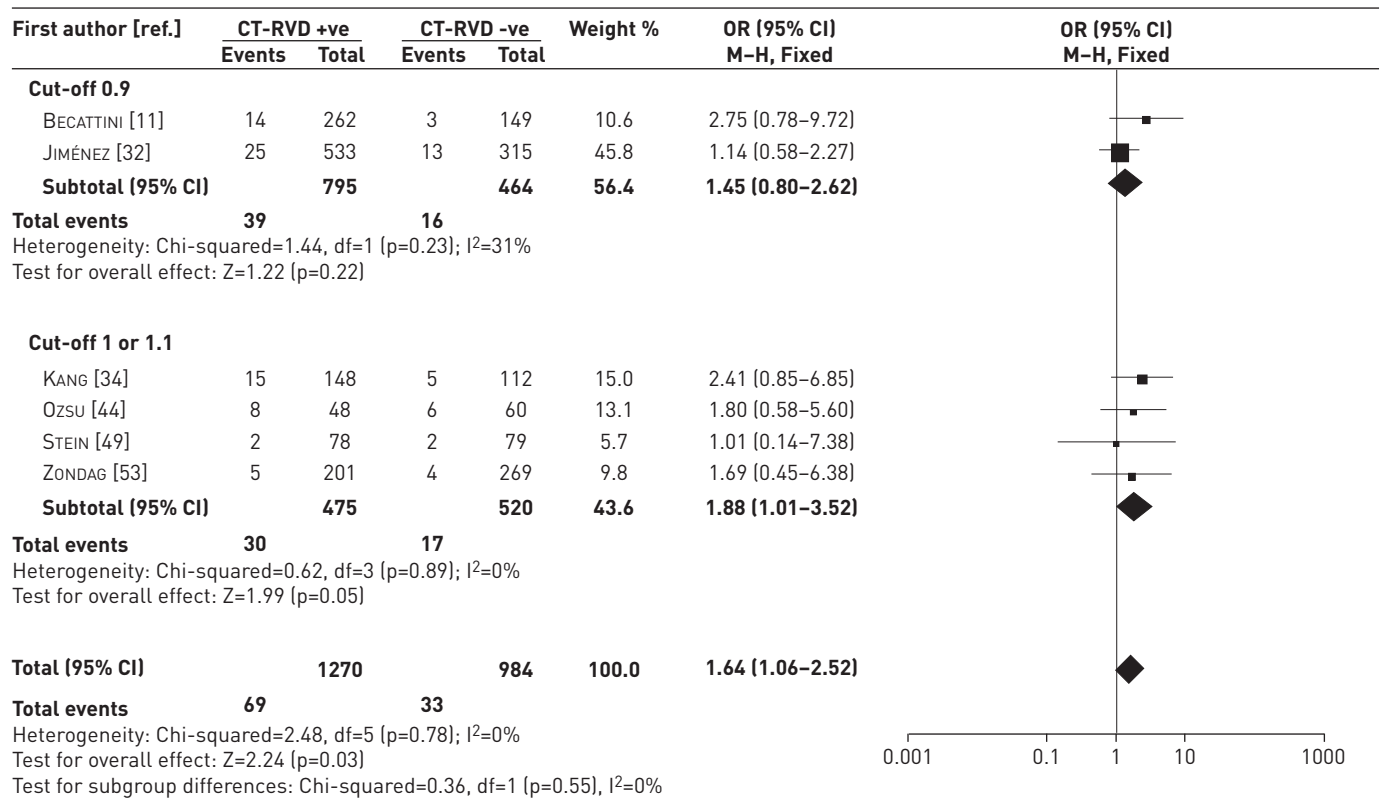 First author [ref.] CT-RVD +ve CT-RVD -ve Weight % OR (95% CI) OR (95% CI)
Events Total Events Total M–H, Fixed M–H, Fixed
Cut-off 0.9
BECATTINI [11] 14 262 3 149 10.6 2.75 (0.78–9.72)
JIMÉNEZ [32] 25 533 13 315 45.8 1.14 (0.58–2.27)
Subtotal (95% CI) 795 464 56.4 1.45 (0.80–2.62)
Total events 39 16
Heterogeneity: Chi-squared=1.44, df=1 (p=0.23); I²=31%
Test for overall effect: Z=1.22 (p=0.22)
Cut-off 1 or 1.1
KANG [34] 15 148 5 112 15.0 2.41 (0.85–6.85)
OZSU [44] 8 48 6 60 13.1 1.80 (0.58–5.60)
STEIN [49] 2 78 2 79 5.7 1.01 (0.14–7.38)
ZONDAG [53] 5 201 4 269 9.8 1.69 (0.45–6.38)
Subtotal (95% CI) 475 520 43.6 1.88 (1.01–3.52)
Total events 30 17
Heterogeneity: Chi-squared=0.62, df=3 (p=0.89); I²=0%
Test for overall effect: Z=1.99 (p=0.05)
Total (95% CI) 1270 984 100.0 1.64 (1.06–2.52)
Total events 69 33
Heterogeneity: Chi-squared=2.48, df=5 (p=0.78); I²=0%
Test for overall effect: Z=2.24 (p=0.03)
Test for subgroup differences: Chi-squared=0.36, df=1 (p=0.55), I²=0%
0.001 0.1 1 10 1000